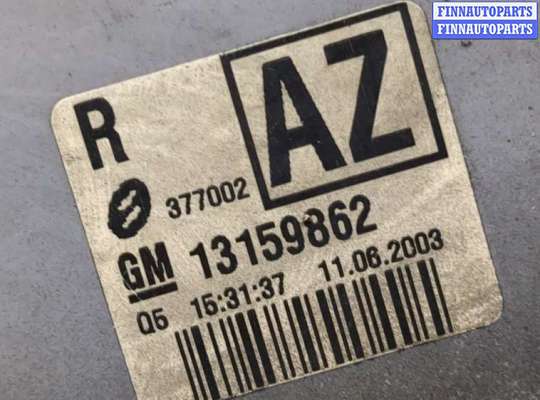 FINNAUTOPARTS
FINNAUTOPARTS
R AZ
377002
GM 13159862
Q5 15:31:37 11.06.2003